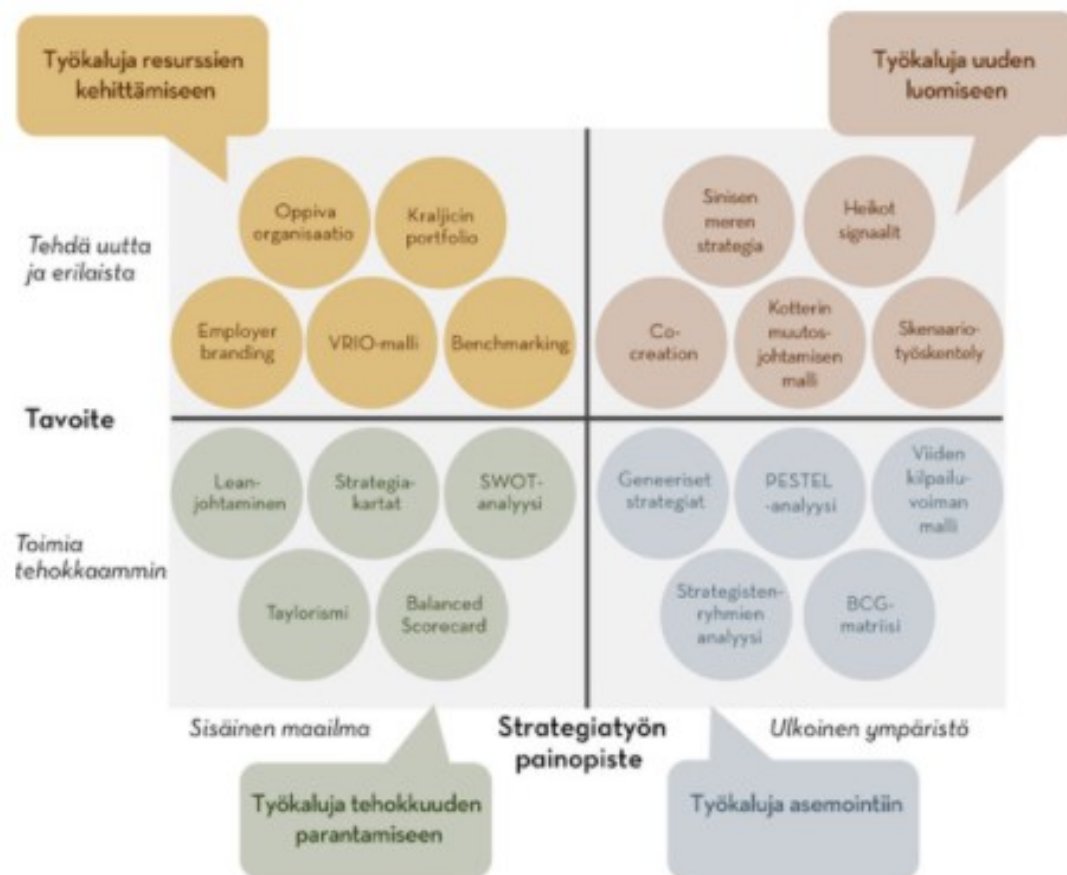 Työkaluja resurssien
kehittämiseen
Työkaluja uuden
luomiseen
Tehdä uutta
ja erilaista
Oppiva
organisaatio
Kraljicin
portfolio
Employer
branding
VRIO-malli
Benchmarking
Sinisen
meren
strategia
Heikot
signaalit
Co-
creation
Kotterin
muutos-
johtamisen
malli
Skenaario-
työskentely
Tavoite
Toimia
tehokkaammin
Lean-
johtaminen
Strategia-
kartat
SWOT-
analyysi
Taylorismi
Balanced
Scorecard
Geneeriset
strategiat
PESTEL
-analyysi
Viiden
kilpailu-
voiman
malli
Strategisten-
ryhmien
analyysi
BCG-
matriisi
Sisäinen maailma
Strategiatyön
painopiste
Ulkoinen ympäristö
Työkaluja tehokkuuden
parantamiseen
Työkaluja asemointiin